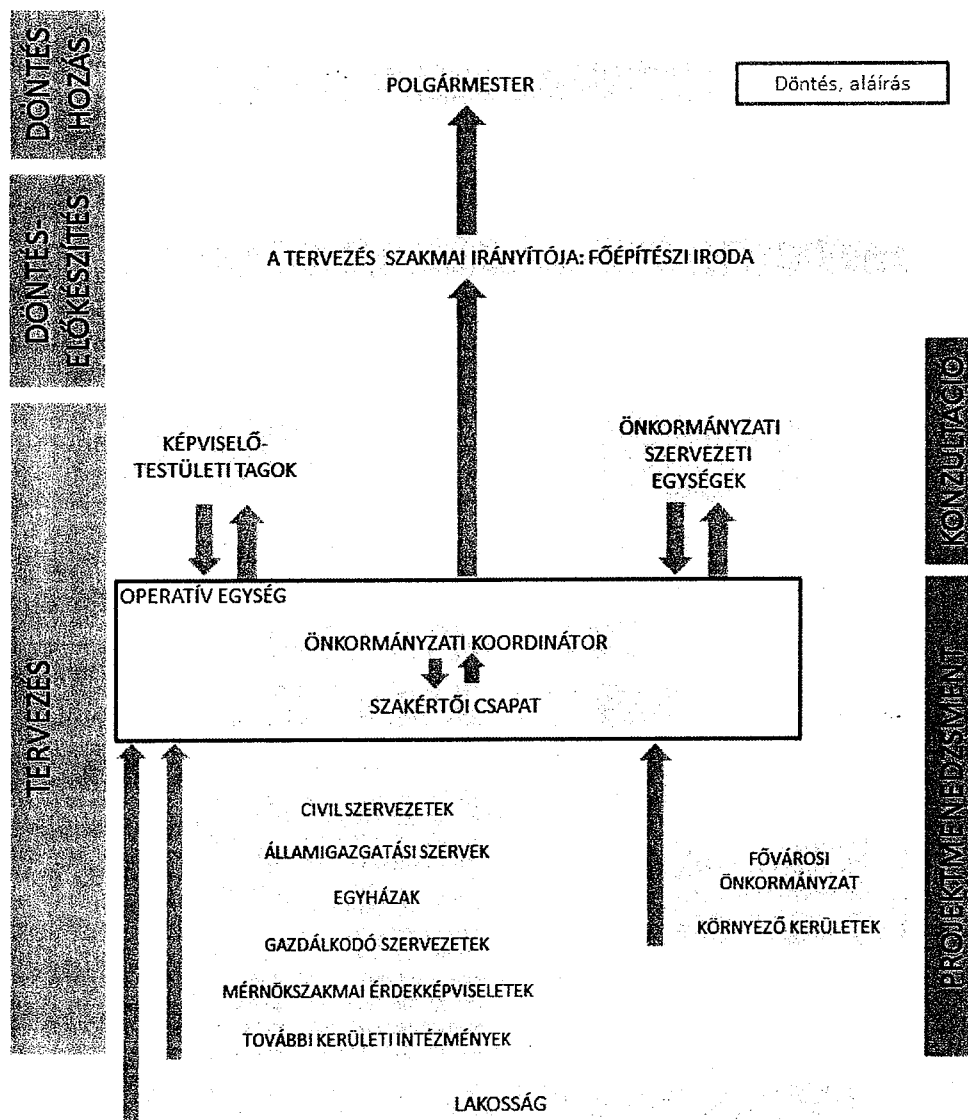 DÖNTÉS
HOZÁS
POLGÁRMESTER
Döntés, aláírás
DÖNTÉS-
ELŐKÉSZÍTÉS
A TERVEZÉS SZAKMAI IRÁNYÍTÓJA: FŐÉPÍTÉSZI IRODA
KONZULTÁCIÓ
KÉPVISELŐ-
TESTÜLETI TAGOK
ÖNKORMÁNYZATI
SZERVEZETI
EGYSÉGEK
TERVEZÉS
OPERATÍV EGYSÉG
ÖNKORMÁNYZATI KOORDINÁTOR
SZAKÉRTŐI CSAPAT
PROJEKTMENEDZSMENT
CIVIL SZERVEZETEK
ÁLLAMIGAZGATÁSI SZERVEK
EGYHÁZAK
GAZDÁLKODÓ SZERVEZETEK
MÉRNÖKSZAKMAI ÉRDEKKÉPVISELETEK
TOVÁBBI KERÜLETI INTÉZMÉNYEK
FŐVÁROSI
ÖNKORMÁNYZAT
KÖRNYEZŐ KERÜLETEK
LAKOSSÁG